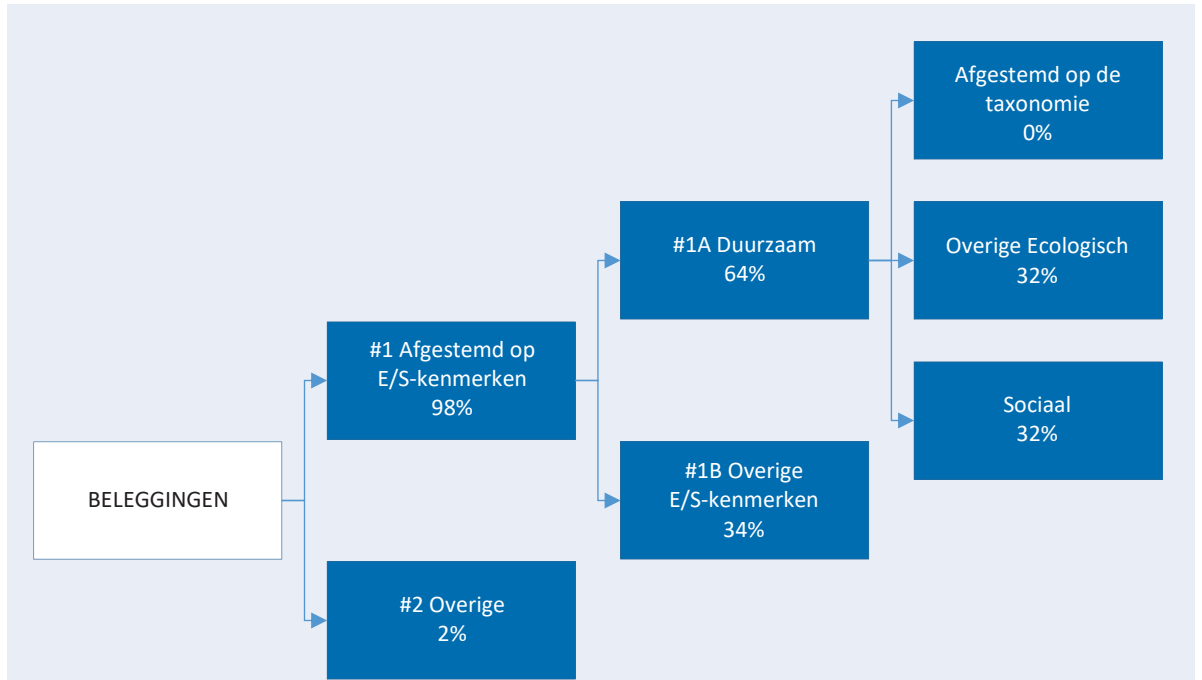 Afgestemd op de
taxonomie
0%
#1A Duurzaam
64%
Overige Ecologisch
32%
#1 Afgestemd op
E/S-kenmerken
98%
Sociaal
32%
BELEGGINGEN
#1B Overige
E/S-kenmerken
34%
#2 Overige
2%